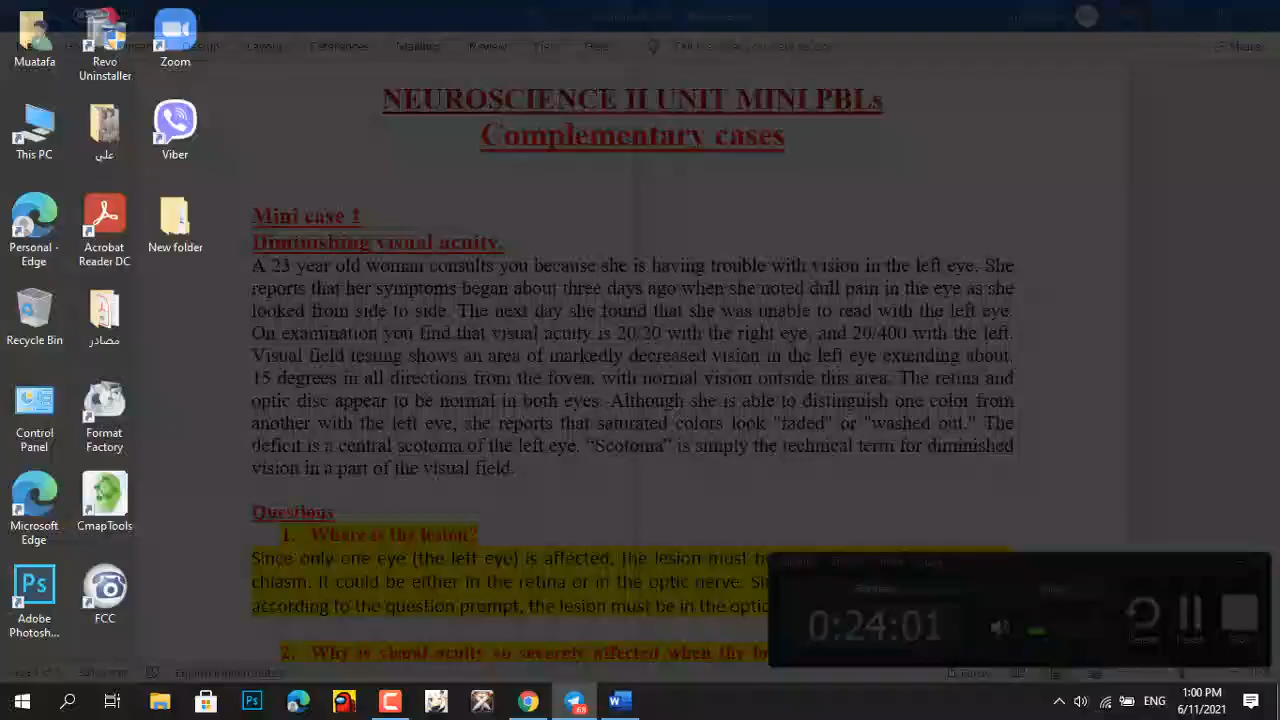 Muatafa
Revo
Uninstaller
Zoom
This PC
علي
Viber
Personal -
Edge
Acrobat
Reader DC
New folder
Recycle Bin
مصادر
Control
Panel
Format
Factory
Microsoft
Edge
CmapTools
Adobe
Photosh...
FCC
Layout
References
Mailings
Review
View
Help
Share
NEUROSCIENCE II UNIT MINI PBLs
Complementary cases
Mini case 1
Diminishing visual acuity.
A 23 year old woman consults you because she is having trouble with vision in the left eye. She
reports that her symptoms began about three days ago when she noted dull pain in the eye as she
looked from side to side. The next day she found that she was unable to read with the left eye.
On examination you find that visual acuity is 20/20 with the right eye, and 20/400 with the left.
Visual field testing shows an area of markedly decreased vision in the left eye extending about
15 degrees in all directions from the fovea, with normal vision outside this area. The retina and
optic disc appear to be normal in both eyes. Although she is able to distinguish one color from
another with the left eye, she reports that saturated colors look "faded" or "washed out." The
deficit is a central scotoma of the left eye. “Scotoma” is simply the technical term for diminished
vision in a part of the visual field.
Questions
1. Where is the lesion?
Since only one eye (the left eye) is affected, the lesion must
chiasm. It could be either in the retina or in the optic nerve.
according to the question prompt, the lesion must be in the
2. Why is visual acuity so severely affected when the
0:24:01
68
ENG
1:00 PM
6/11/2021